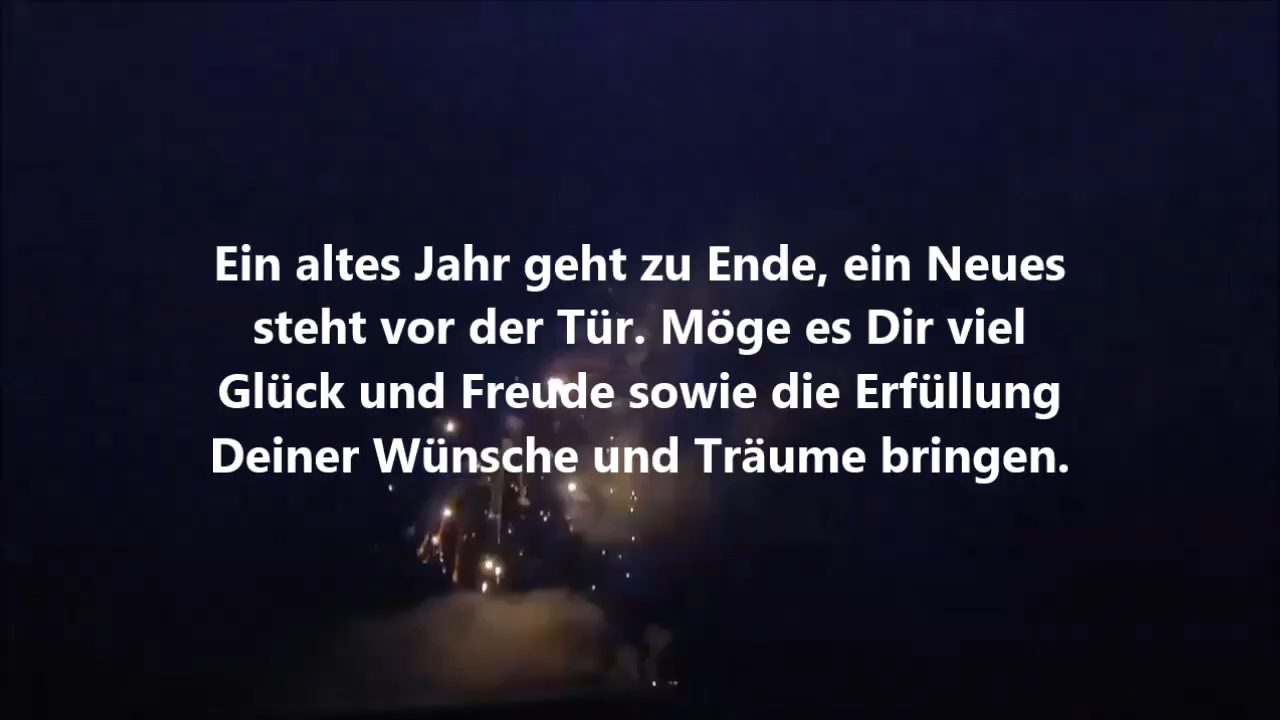 Ein altes Jahr geht zu Ende, ein Neues
steht vor der Tür. Möge es Dir viel
Glück und Freude sowie die Erfüllung
Deiner Wünsche und Träume bringen.